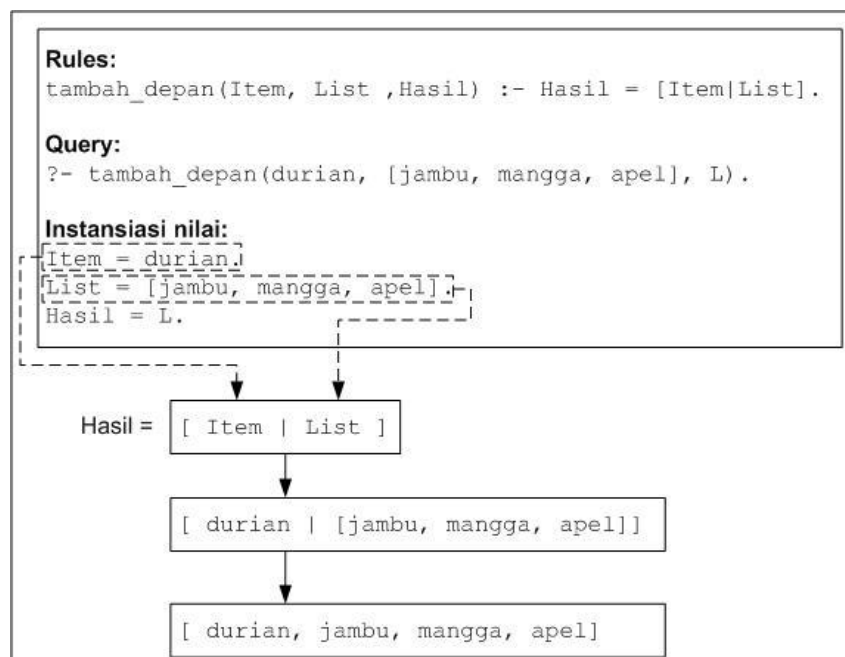 Rules:
tambah_depan(Item, List ,Hasil) :- Hasil = [Item|List].
Query:
?- tambah_depan(durian, [jambu, mangga, apel], L).
Instansiasi nilai:
Item = durian.
List = [jambu, mangga, apel].
Hasil = L.
Hasil = [ Item | List ]
[ durian | [jambu, mangga, apel]]
[ durian, jambu, mangga, apel]